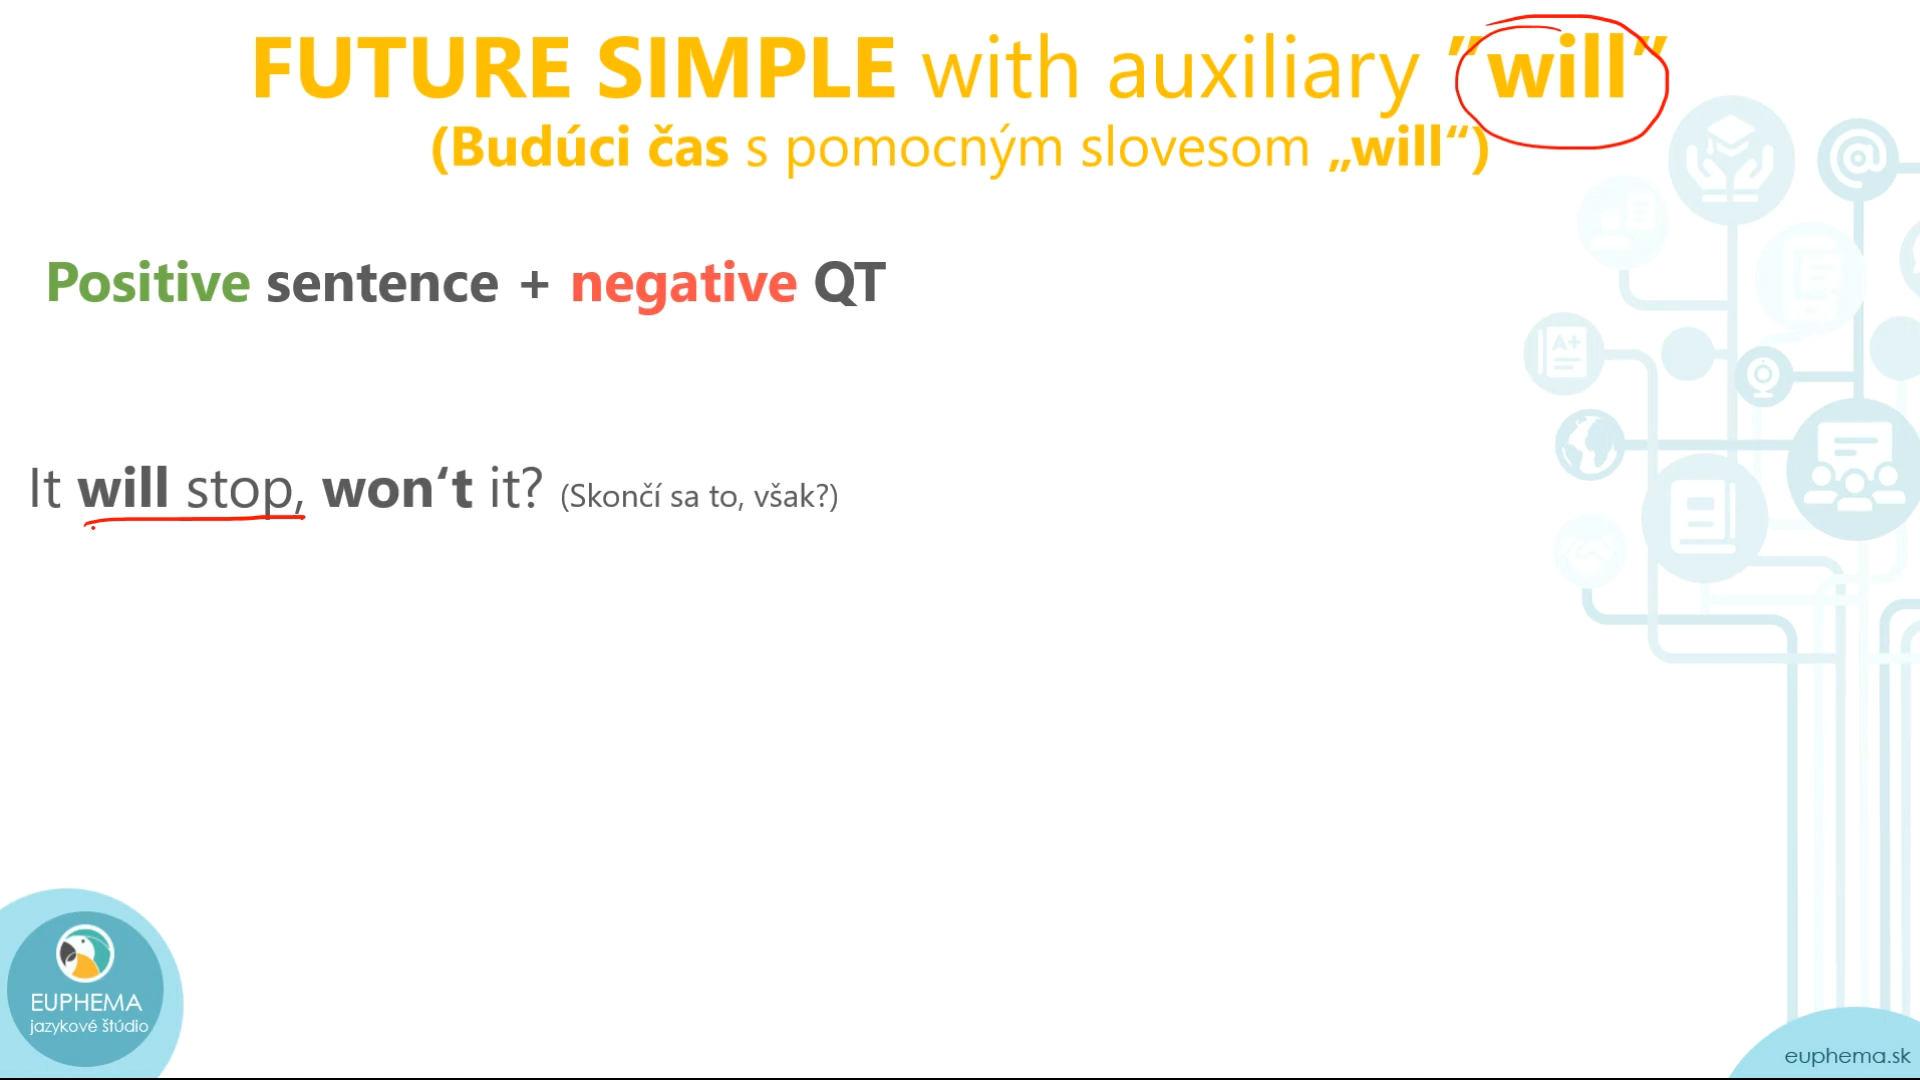 FUTURE SIMPLE with auxiliary ”will”
(Budúci čas s pomocným slovesom „will“)
Positive sentence + negative QT
It will stop, won‘t it? (Skončí sa to, však?)
A+
EUPHEMA
jazykové štúdio
euphema.sk